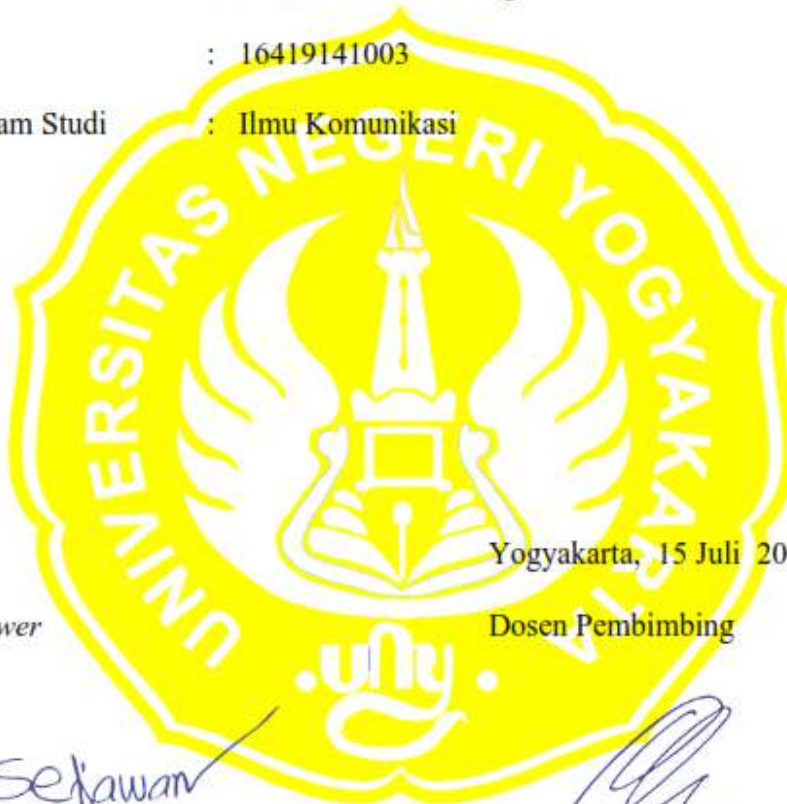 : 16419141003
am Studi : Ilmu Komunikasi
UNIVERSITAS NEGERI YOGYAKARTA
Yogyakarta, 15 Juli 20
wer Dosen Pembimbing
.uny.
Setiawan